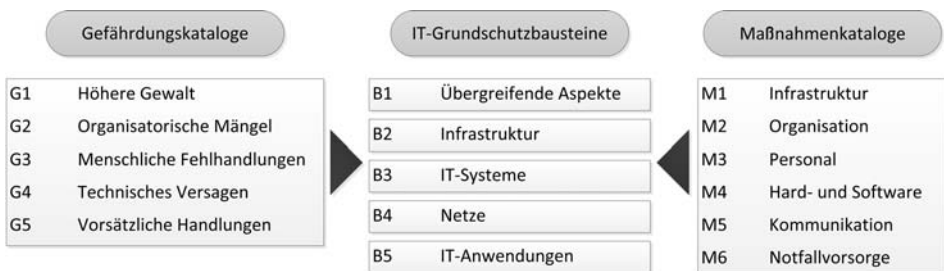 Gefährdungskataloge
G1 Höhere Gewalt
G2 Organisatorische Mängel
G3 Menschliche Fehlhandlungen
G4 Technisches Versagen
G5 Vorsätzliche Handlungen
IT-Grundschutzbausteine
B1 Übergreifende Aspekte
B2 Infrastruktur
B3 IT-Systeme
B4 Netze
B5 IT-Anwendungen
Maßnahmenkataloge
M1 Infrastruktur
M2 Organisation
M3 Personal
M4 Hard- und Software
M5 Kommunikation
M6 Notfallvorsorge